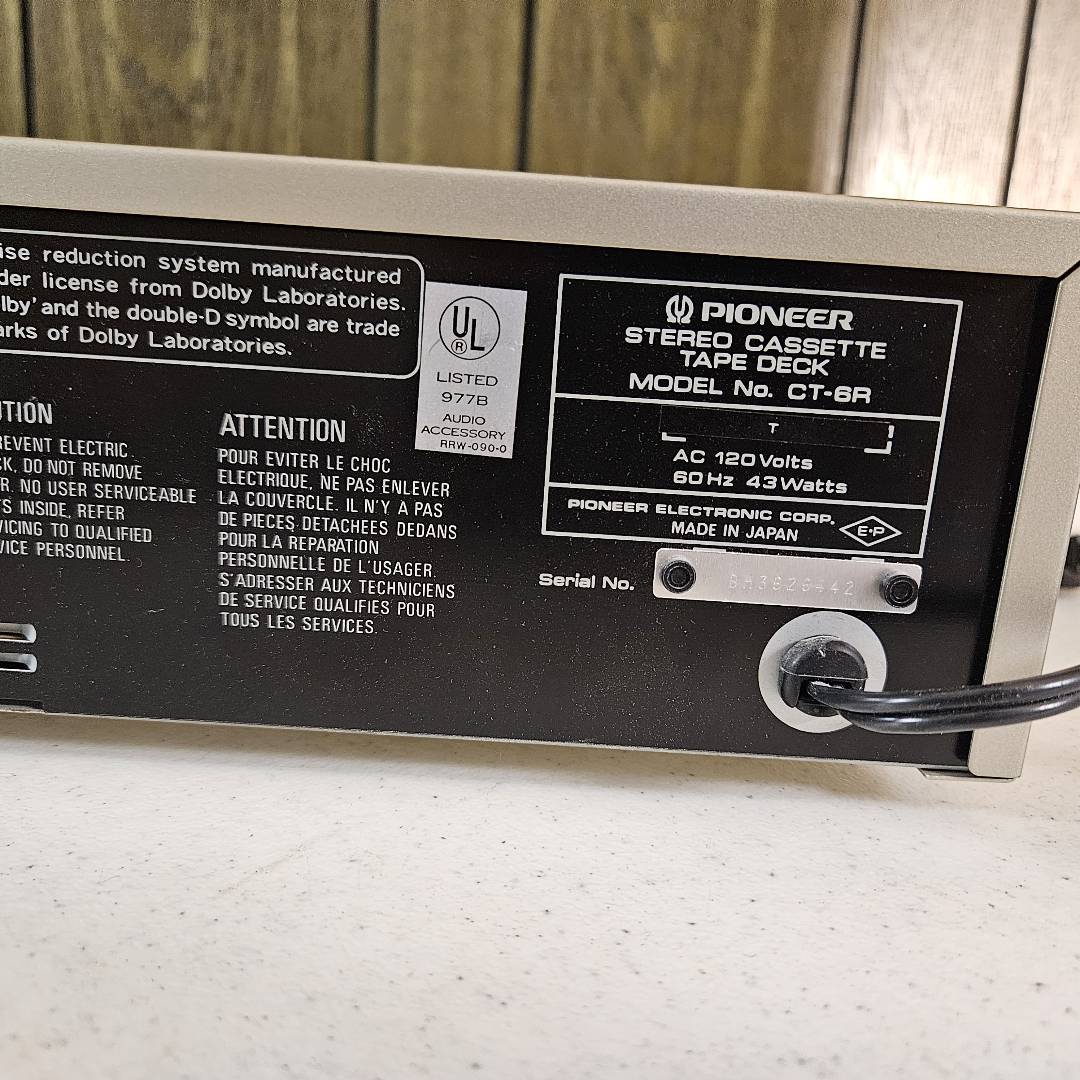 ise reduction system manufactured
der license from Dolby Laboratories.
lby' and the double-D symbol are trade
arks of Dolby Laboratories.
UTION
REVENT ELECTRIC
CK, DO NOT REMOVE
R. NO USER SERVICEABLE
TS INSIDE, REFER
VICING TO QUALIFIED
VICE PERSONNEL.
ATTENTION
POUR EVITER LE CHOC
ELECTRIQUE, NE PAS ENLEVER
LA COUVERCLE. IL N'Y A PAS
DE PIECES DETACHEES DEDANS
POUR LA REPARATION
PERSONNELLE DE L'USAGER.
S'ADRESSER AUX TECHNICIENS
DE SERVICE QUALIFIES POUR
TOUS LES SERVICES.
UL
®
LISTED
977B
AUDIO
ACCESSORY
RRW-090-0
PIONEER
STEREO CASSETTE
TAPE DECK
MODEL No. CT-6R
T
AC 120 Volts
60 Hz 43 Watts
PIONEER ELECTRONIC CORP.
MADE IN JAPAN
E·P
Serial No.